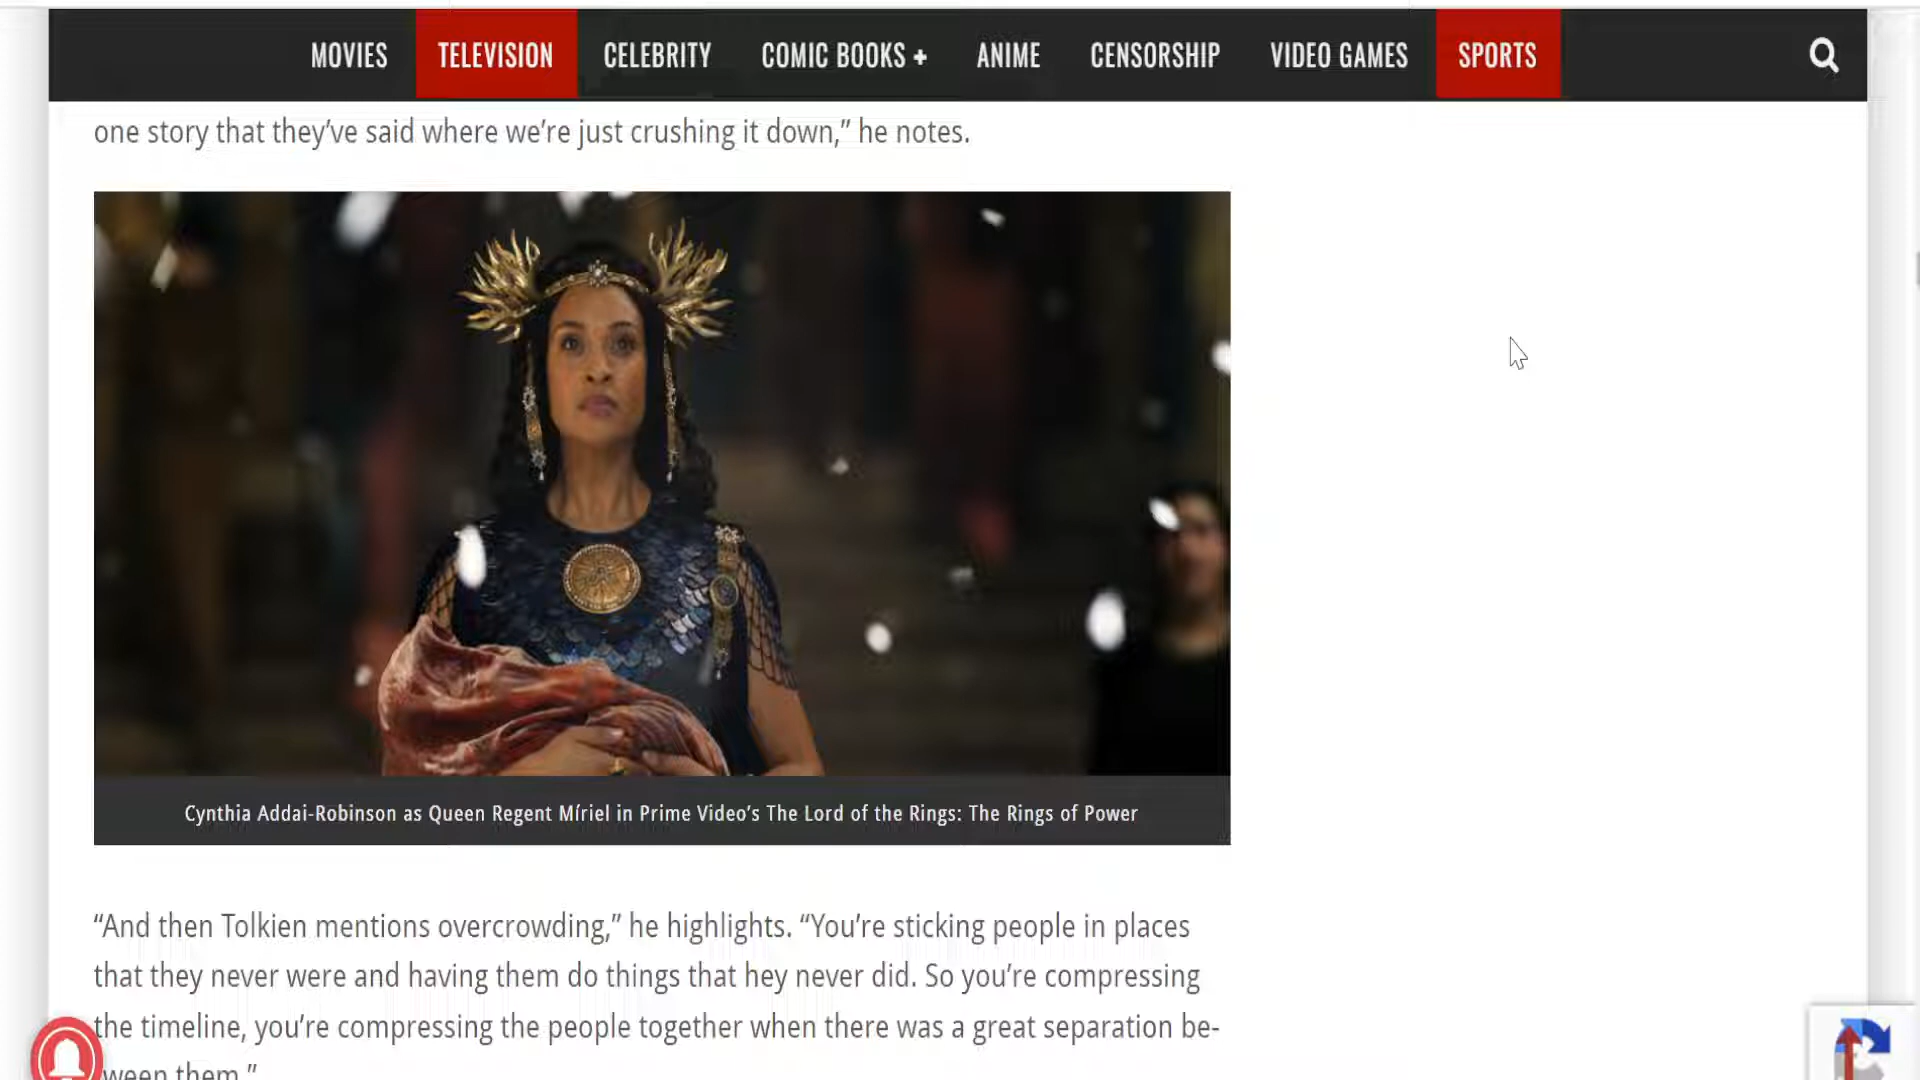 MOVIES TELEVISION CELEBRITY COMIC BOOKS + ANIME CENSORSHIP VIDEO GAMES SPORTS
one story that they’ve said where we’re just crushing it down,” he notes.
Cynthia Addai-Robinson as Queen Regent Míriel in Prime Video’s The Lord of the Rings: The Rings of Power
“And then Tolkien mentions overcrowding,” he highlights. “You’re sticking people in places
that they never were and having them do things that hey never did. So you’re compressing
the timeline, you’re compressing the people together when there was a great separation be-
tween them.”